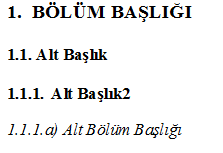 1. BÖLÜM BAŞLIĞI
1.1. Alt Başlık
1.1.1. Alt Başlık2
1.1.1.a) Alt Bölüm Başlığı